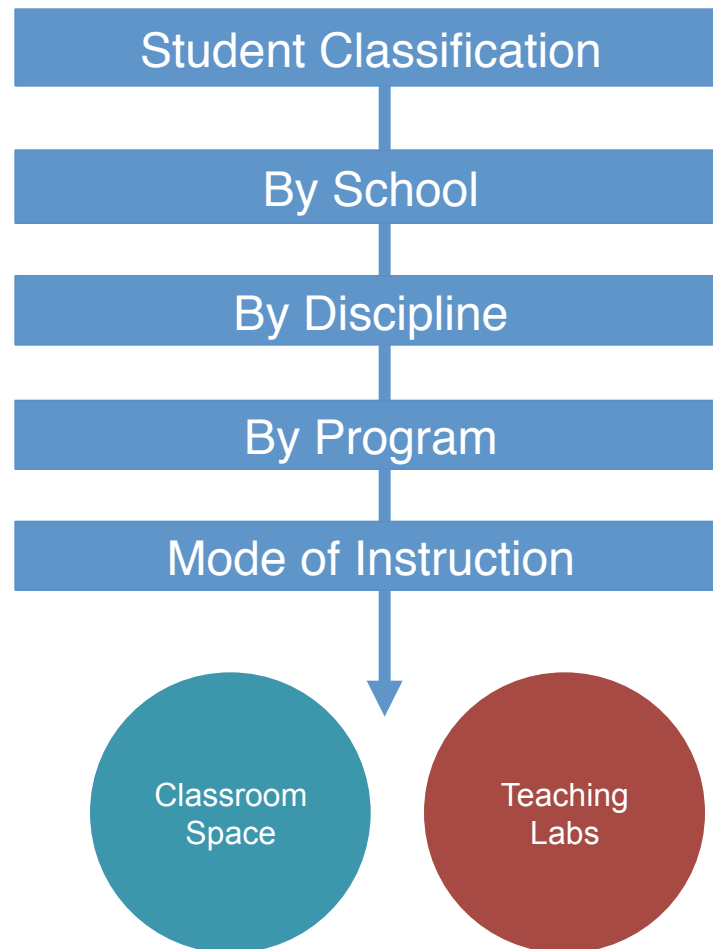 Student Classification
By School
By Discipline
By Program
Mode of Instruction
Classroom
Space
Teaching
Labs